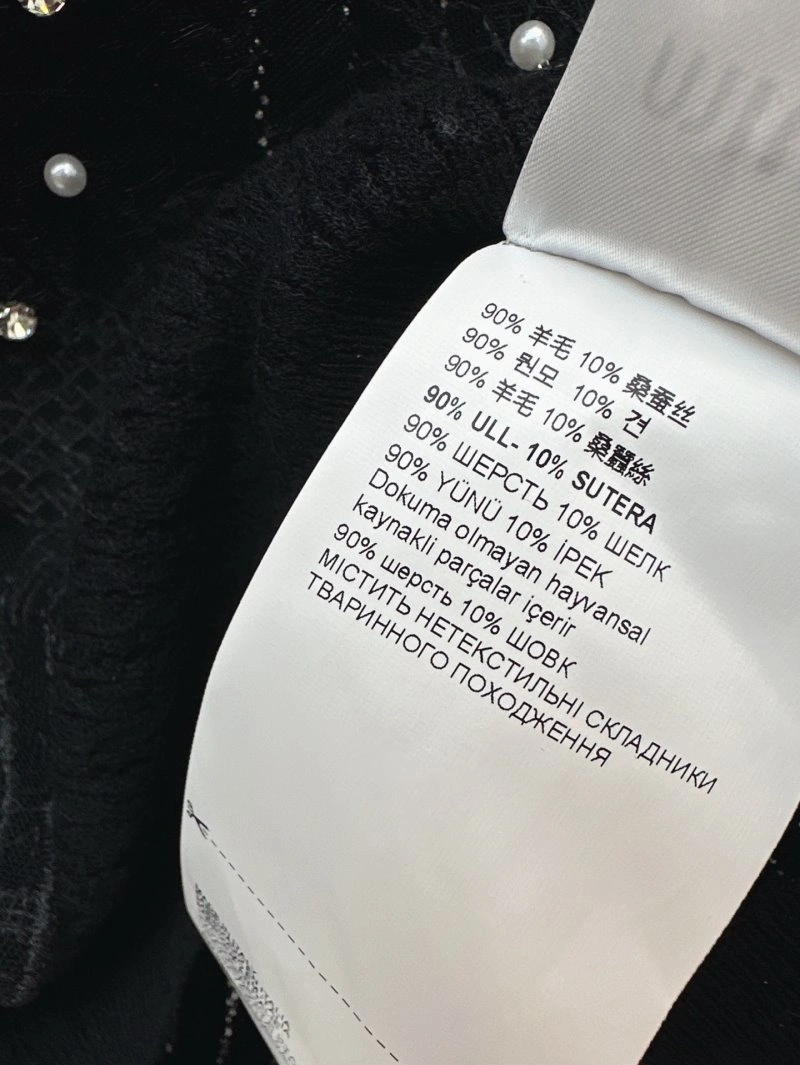 90% 羊毛 10% 桑蚕丝
90% 10% 견
90% 羊毛 10% 桑蠶絲
90% ULL- 10% SUTERA
90% ШЕРСТЬ 10% ШЕЛК
90% YÜNÜ 10% İPEK
Dokuma olmayan hayvansal
kaynakli parçalar içerir
90% шерсть 10% ШОВК
МІСТИТЬ НЕТЕКСТИЛЬНІ СКЛАДНИКИ
ТВАРИННОГО ПОХОДЖЕННЯ